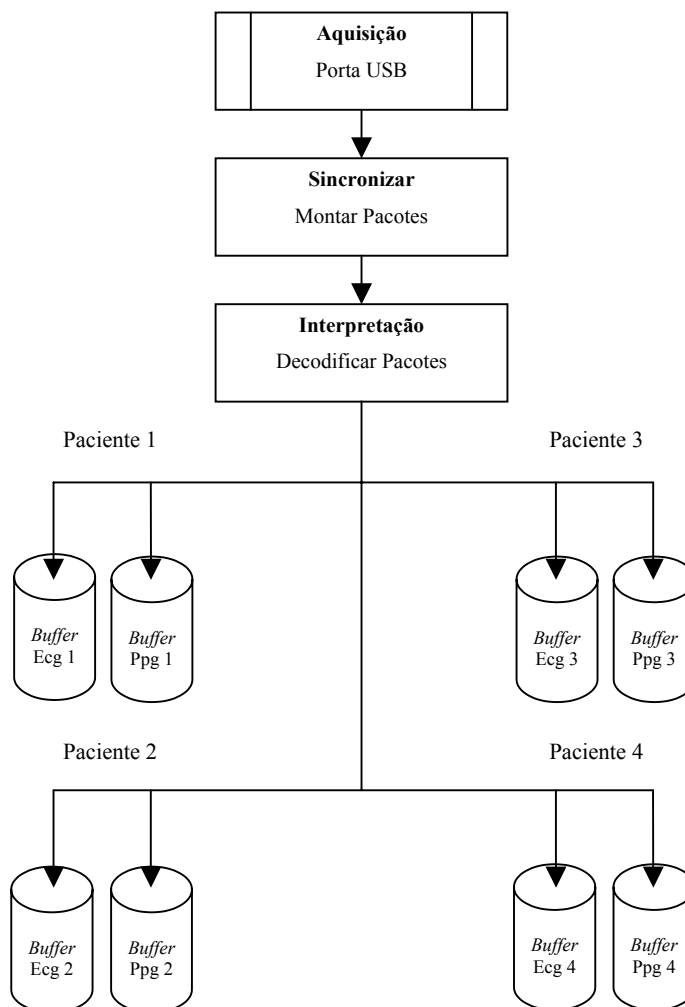 Aquisição
Porta USB
Sincronizar
Montar Pacotes
Interpretação
Decodificar Pacotes
Paciente 1
Paciente 3
Buffer
Ecg 1
Buffer
Ppg 1
Buffer
Ecg 3
Buffer
Ppg 3
Paciente 2
Paciente 4
Buffer
Ecg 2
Buffer
Ppg 2
Buffer
Ecg 4
Buffer
Ppg 4